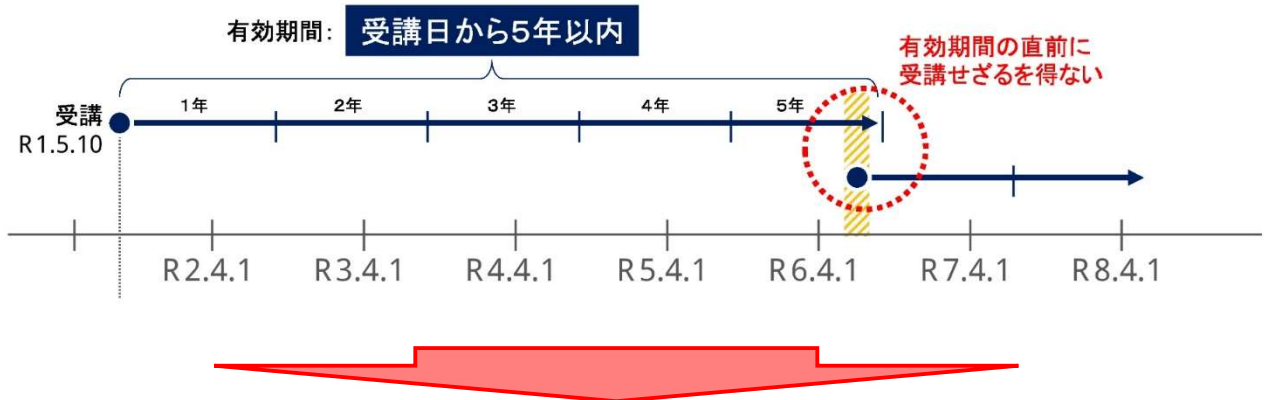 有効期間: 受講日から5年以内
有効期間の直前に
受講せざるを得ない
1年 2年 3年 4年 5年
受講
R1.5.10
R2.4.1 R3.4.1 R4.4.1 R5.4.1 R6.4.1 R7.4.1 R8.4.1